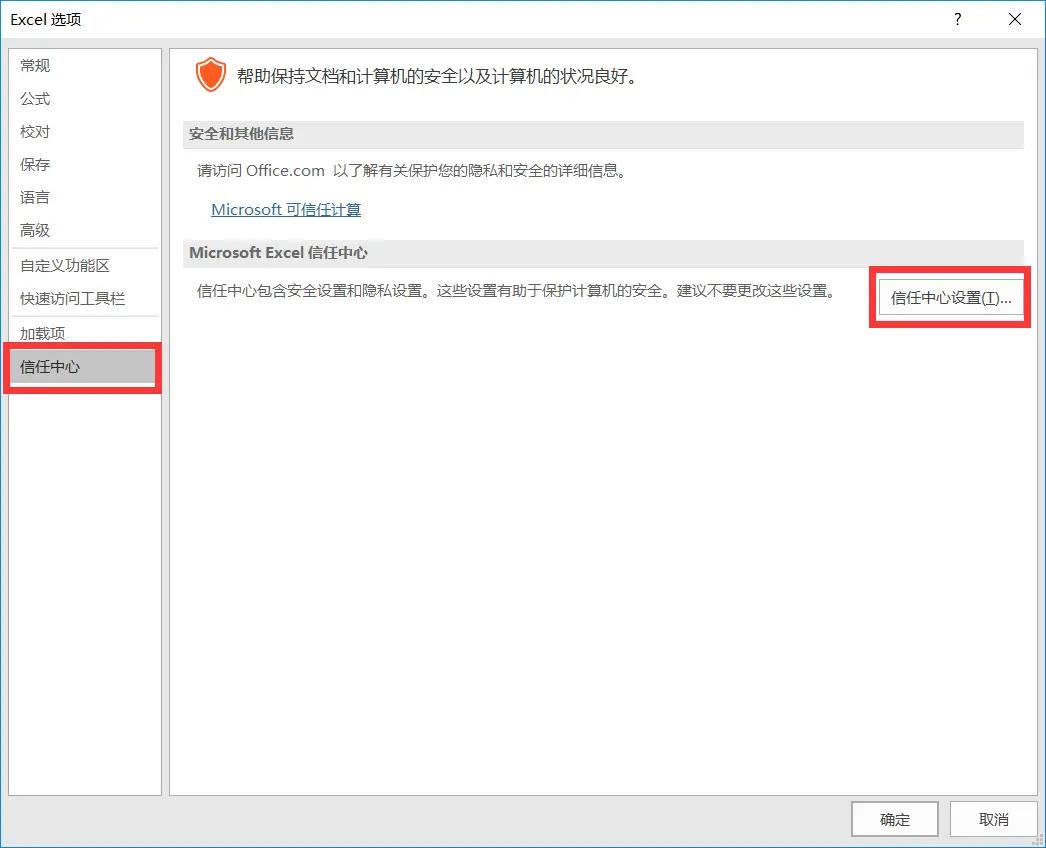 Excel 选项
?
常规
公式
校对
保存
语言
高级
自定义功能区
快速访问工具栏
加载项
信任中心
帮助保持文档和计算机的安全以及计算机的状况良好。
安全和其他信息
请访问 Office.com 以了解有关保护您的隐私和安全的详细信息。
Microsoft 可信任计算
Microsoft Excel 信任中心
信任中心包含安全设置和隐私设置。这些设置有助于保护计算机的安全。建议不要更改这些设置。
信任中心设置(T)...
确定
取消